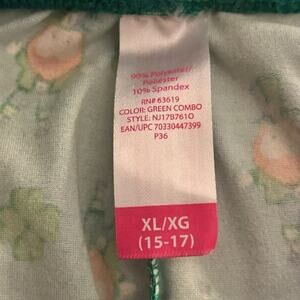 90% Polyester/
Poliéster
10% Spandex
RN# 63619
COLOR: GREEN COMBO
STYLE: NJ17B761O
EAN/UPC 70330447399
P36
XL/XG
(15-17)